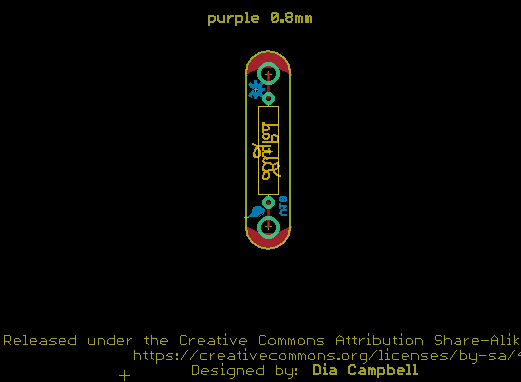 purple 0.8mm
Released under the Creative Commons Attribution Share-Alik
https://creativecommons.org/licenses/by-sa/
Designed by: Dia Campbell